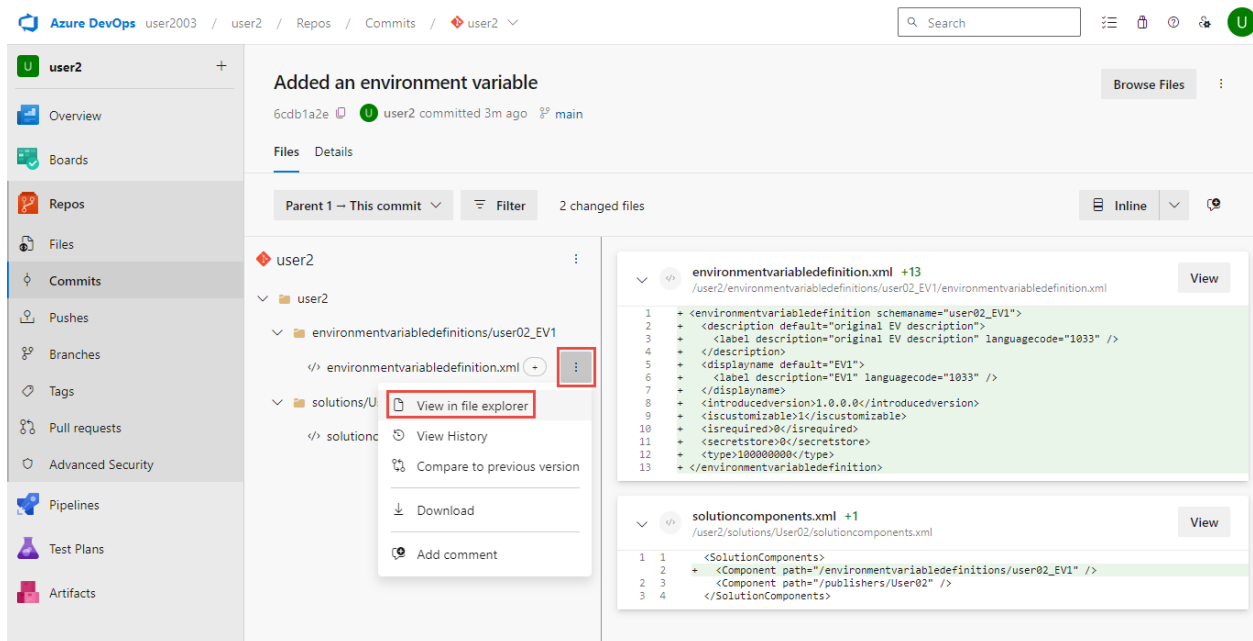 Azure DevOps user2003 / user2 / Repos / Commits / user2
Search
U
U user2 +
Overview
Boards
Repos
Files
Commits
Pushes
Branches
Tags
Pull requests
Advanced Security
Pipelines
Test Plans
Artifacts
Added an environment variable
Browse Files
6cdb1a2e U user2 committed 3m ago main
Files Details
Parent 1 → This commit Filter 2 changed files
Inline
user2
user2
environmentvariabledefinitions/user02_EV1
environmentvariabledefinition.xml +
solutions/U
solutionc
View in file explorer
View History
Compare to previous version
Download
Add comment
environmentvariabledefinition.xml +13
/user2/environmentvariabledefinitions/user02_EV1/environmentvariabledefinition.xml
View
1 + <environmentvariabledefinition schemaname="user02_EV1">
2 + <description default="original EV description">
3 + <label description="original EV description" languagecode="1033" />
4 + </description>
5 + <displayname default="EV1">
6 + <label description="EV1" languagecode="1033" />
7 + </displayname>
8 + <introducedversion>1.0.0.0</introducedversion>
9 + <iscustomizable>1</iscustomizable>
10 + <isrequired>0</isrequired>
11 + <secretstore>0</secretstore>
12 + <type>100000000</type>
13 + </environmentvariabledefinition>
solutioncomponents.xml +1
/user2/solutions/User02/solutioncomponents.xml
View
1 1 <SolutionComponents>
2 + <Component path="/environmentvariabledefinitions/user02_EV1" />
2 3 <Component path="/publishers/User02" />
3 4 </SolutionComponents>